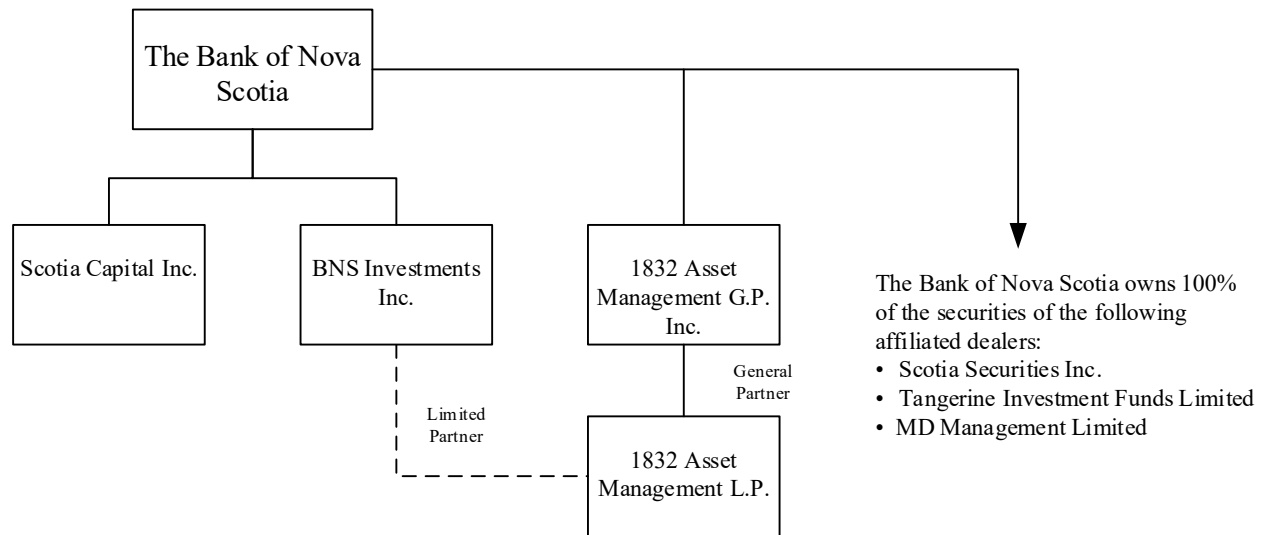 The Bank of Nova
Scotia
Scotia Capital Inc.
BNS Investments
Inc.
1832 Asset
Management G.P.
Inc.
The Bank of Nova Scotia owns 100%
of the securities of the following
affiliated dealers:
• Scotia Securities Inc.
• Tangerine Investment Funds Limited
• MD Management Limited
General
Partner
Limited
Partner
1832 Asset
Management L.P.